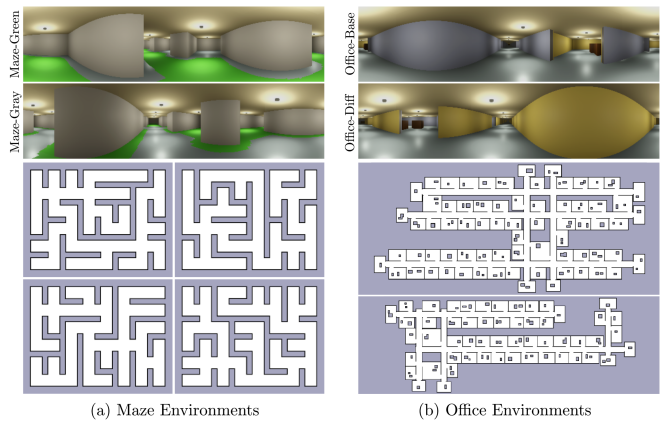 Maze-Green
Maze-Gray
Office-Base
Office-Diff
(a) Maze Environments
(b) Office Environments